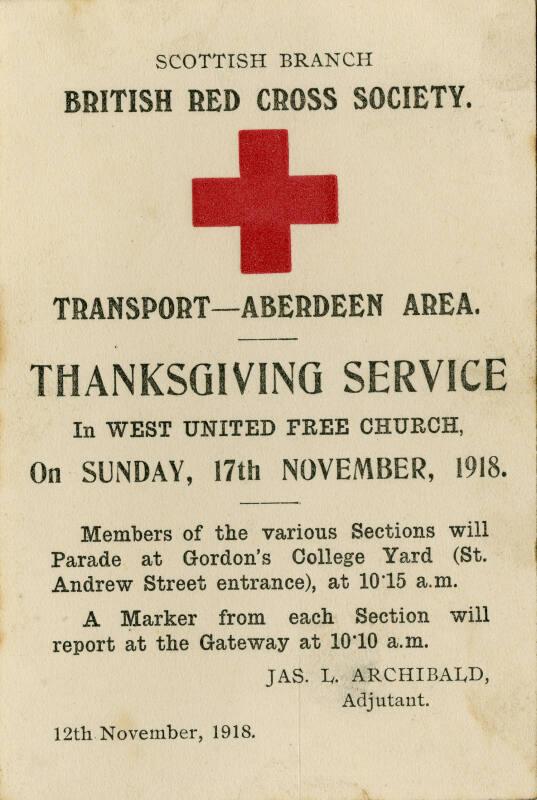 SCOTTISH BRANCH
BRITISH RED CROSS SOCIETY.
TRANSPORT—ABERDEEN AREA.
THANKSGIVING SERVICE
In WEST UNITED FREE CHURCH,
On SUNDAY, 17th NOVEMBER, 1918.
Members of the various Sections will
Parade at Gordon's College Yard (St.
Andrew Street entrance), at 10·15 a.m.
A Marker from each Section will
report at the Gateway at 10·10 a.m.
JAS. L. ARCHIBALD,
Adjutant.
12th November, 1918.